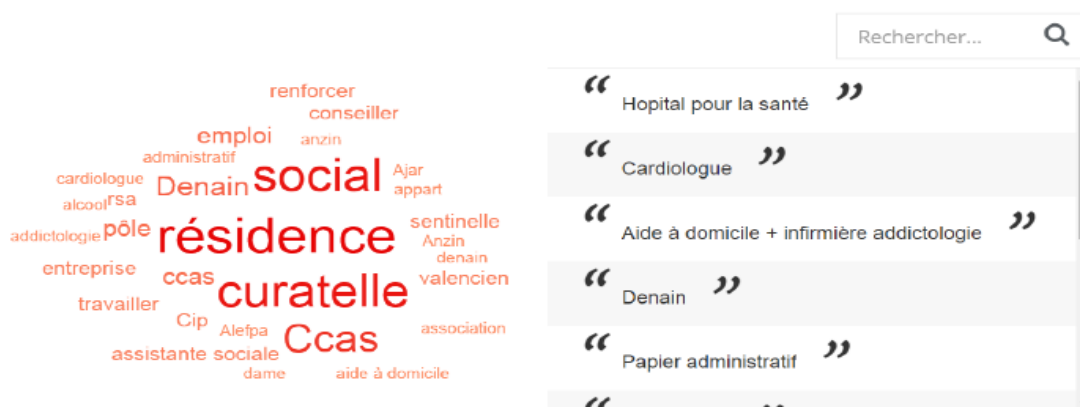 renforcer
conseiller
emploi
anzin
administratif
social
Ajar
cardiologue
Denain
appart
alcool
rsa
pôle
résidence
sentinelle
addictologie
Anzin
denain
entreprise
ccas
curatelle
valencien
travailler
Cip
Alefpa
Ccas
association
assistante sociale
dame
aide à domicile
Rechercher...
“ Hopital pour la santé ”
“ Cardiologue ”
“ Aide à domicile + infirmière addictologie ”
“ Denain ”
“ Papier administratif ”